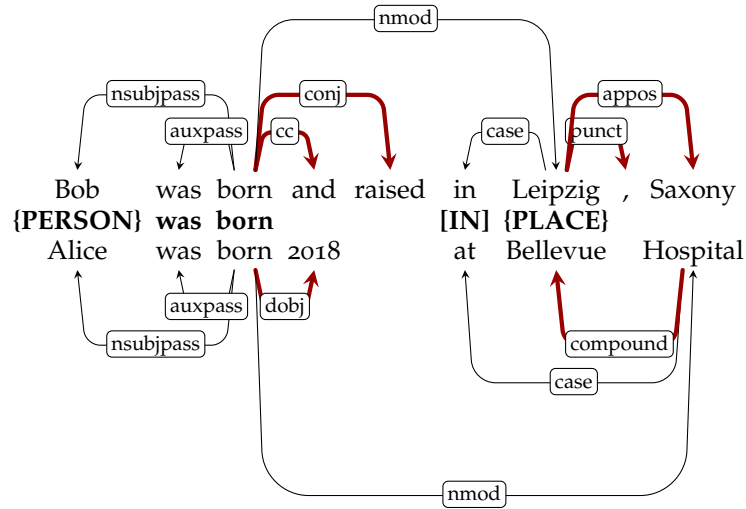 nmod
nsubjpass conj appos
auxpass cc case punct
Bob was born and raised in Leipzig , Saxony
{PERSON} was born [IN] {PLACE}
Alice was born 2018 at Bellevue Hospital
auxpass dobj
nsubjpass compound
case
nmod